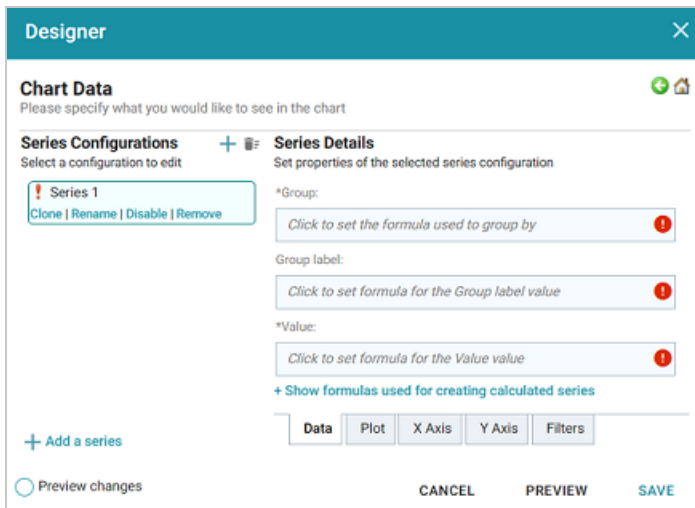 Designer
Chart Data
Please specify what you would like to see in the chart
Series Configurations
Select a configuration to edit
Series 1
Clone | Rename | Disable | Remove
+ Add a series
Series Details
Set properties of the selected series configuration
*Group:
Click to set the formula used to group by
Group label:
Click to set formula for the Group label value
*Value:
Click to set formula for the Value value
+ Show formulas used for creating calculated series
Data Plot X Axis Y Axis Filters
Preview changes
CANCEL PREVIEW SAVE